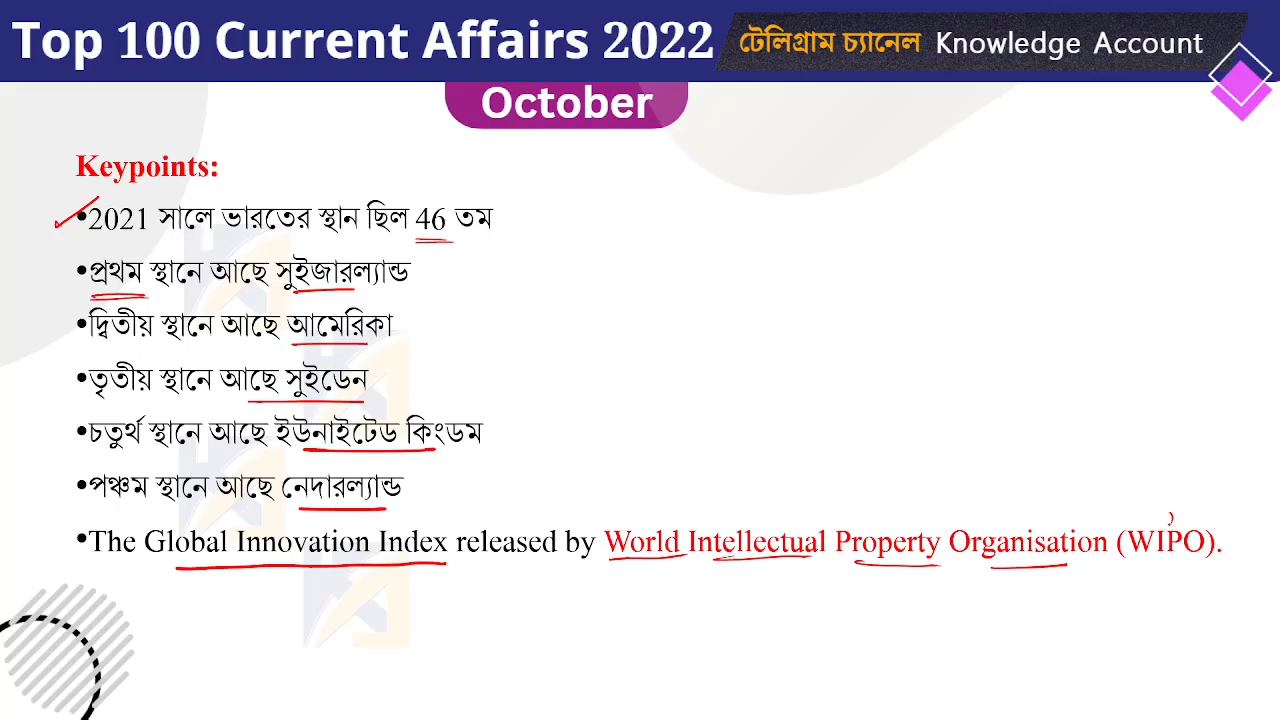 Top 100 Current Affairs 2022 টেলিগ্রাম চ্যানেল Knowledge Account
October
Keypoints:
•2021 সালে ভারতের স্থান ছিল 46 তম
•প্রথম স্থানে আছে সুইজারল্যান্ড
•দ্বিতীয় স্থানে আছে আমেরিকা
•তৃতীয় স্থানে আছে সুইডেন
•চতুর্থ স্থানে আছে ইউনাইটেড কিংডম
•পঞ্চম স্থানে আছে নেদারল্যান্ড
•The Global Innovation Index released by World Intellectual Property Organisation (WIPO).